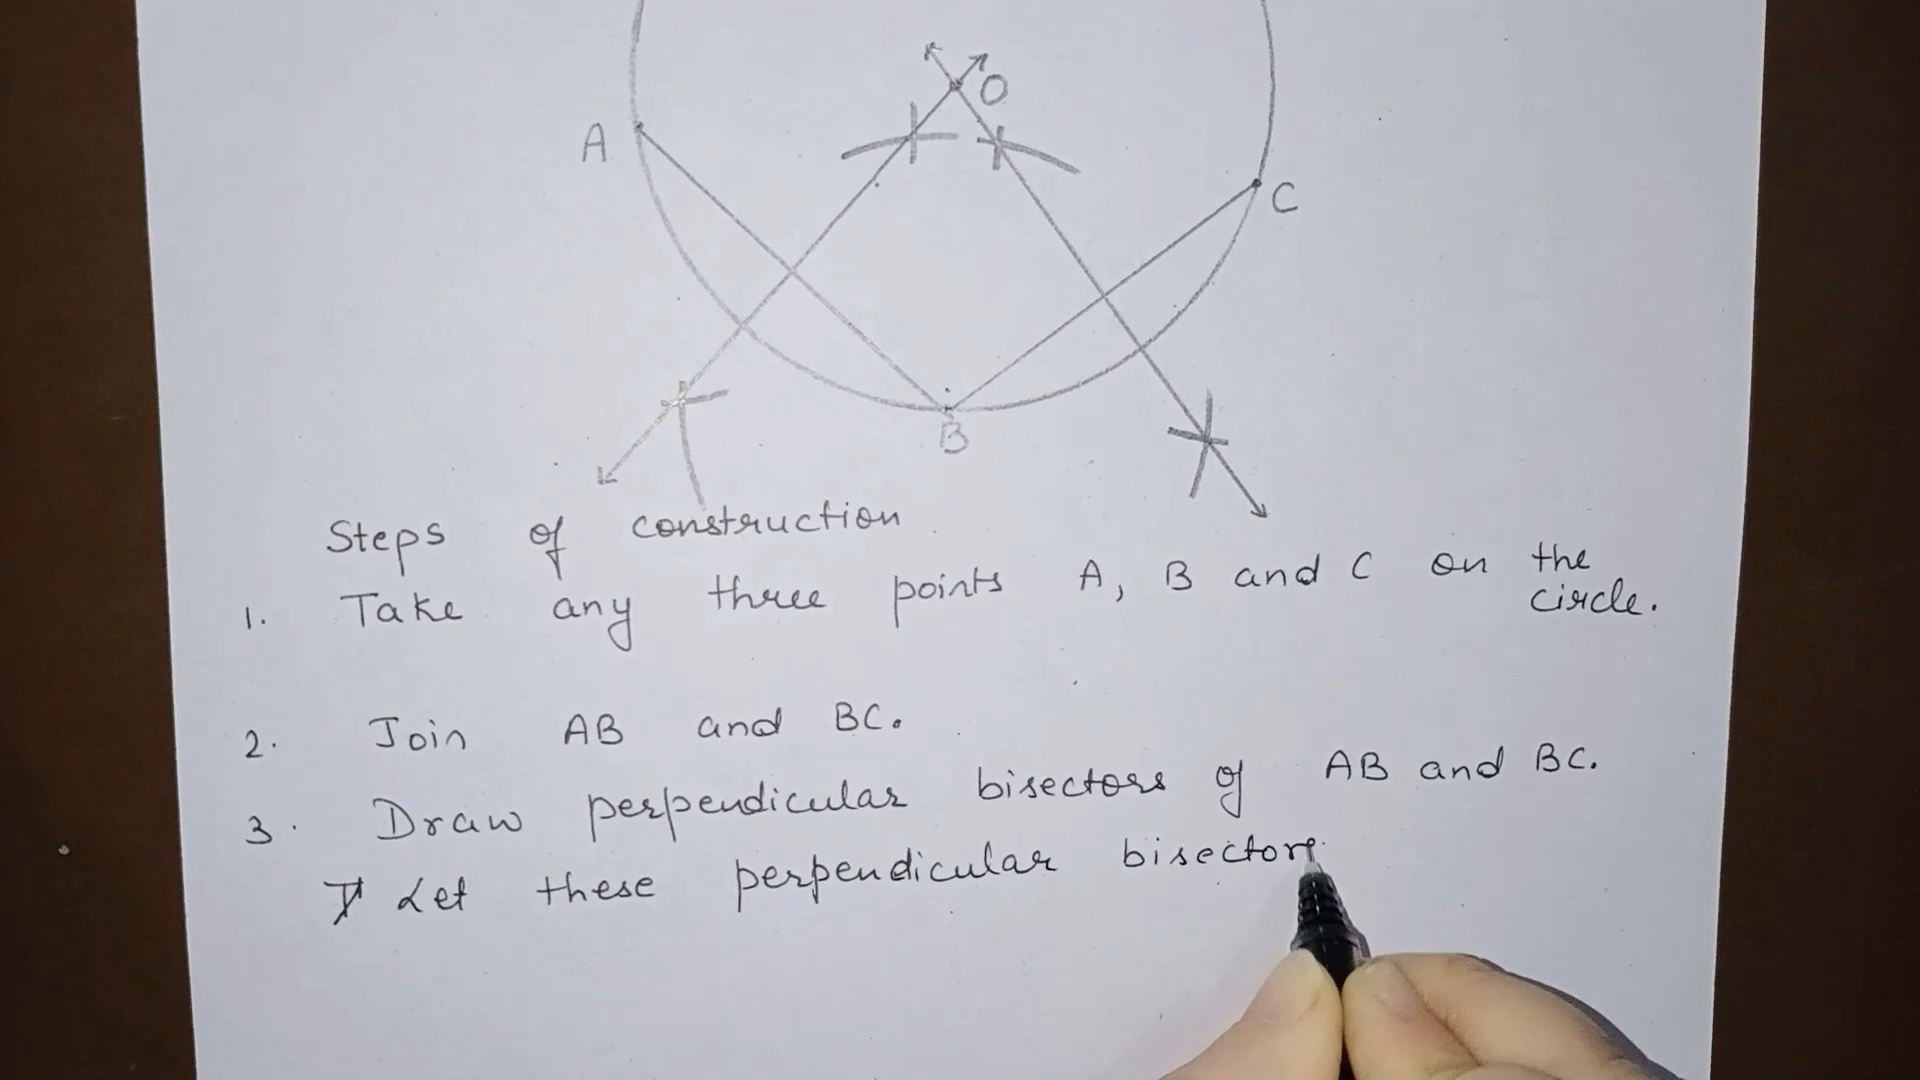 O
A
C
B
Steps of construction
1. Take any three points A, B and C on the
circle.
2. Join AB and BC.
3. Draw perpendicular bisectors of AB and BC.
Let these perpendicular bisectors